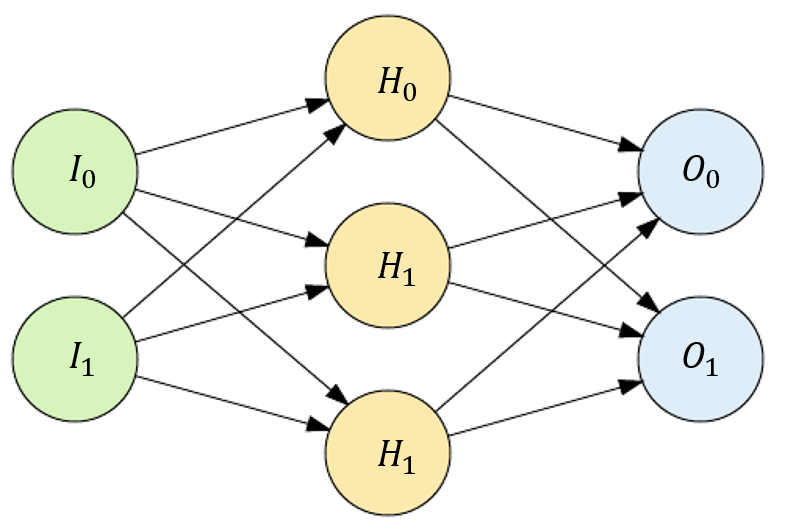 H₀
I₀
O₀
H₁
I₁
O₁
H₁